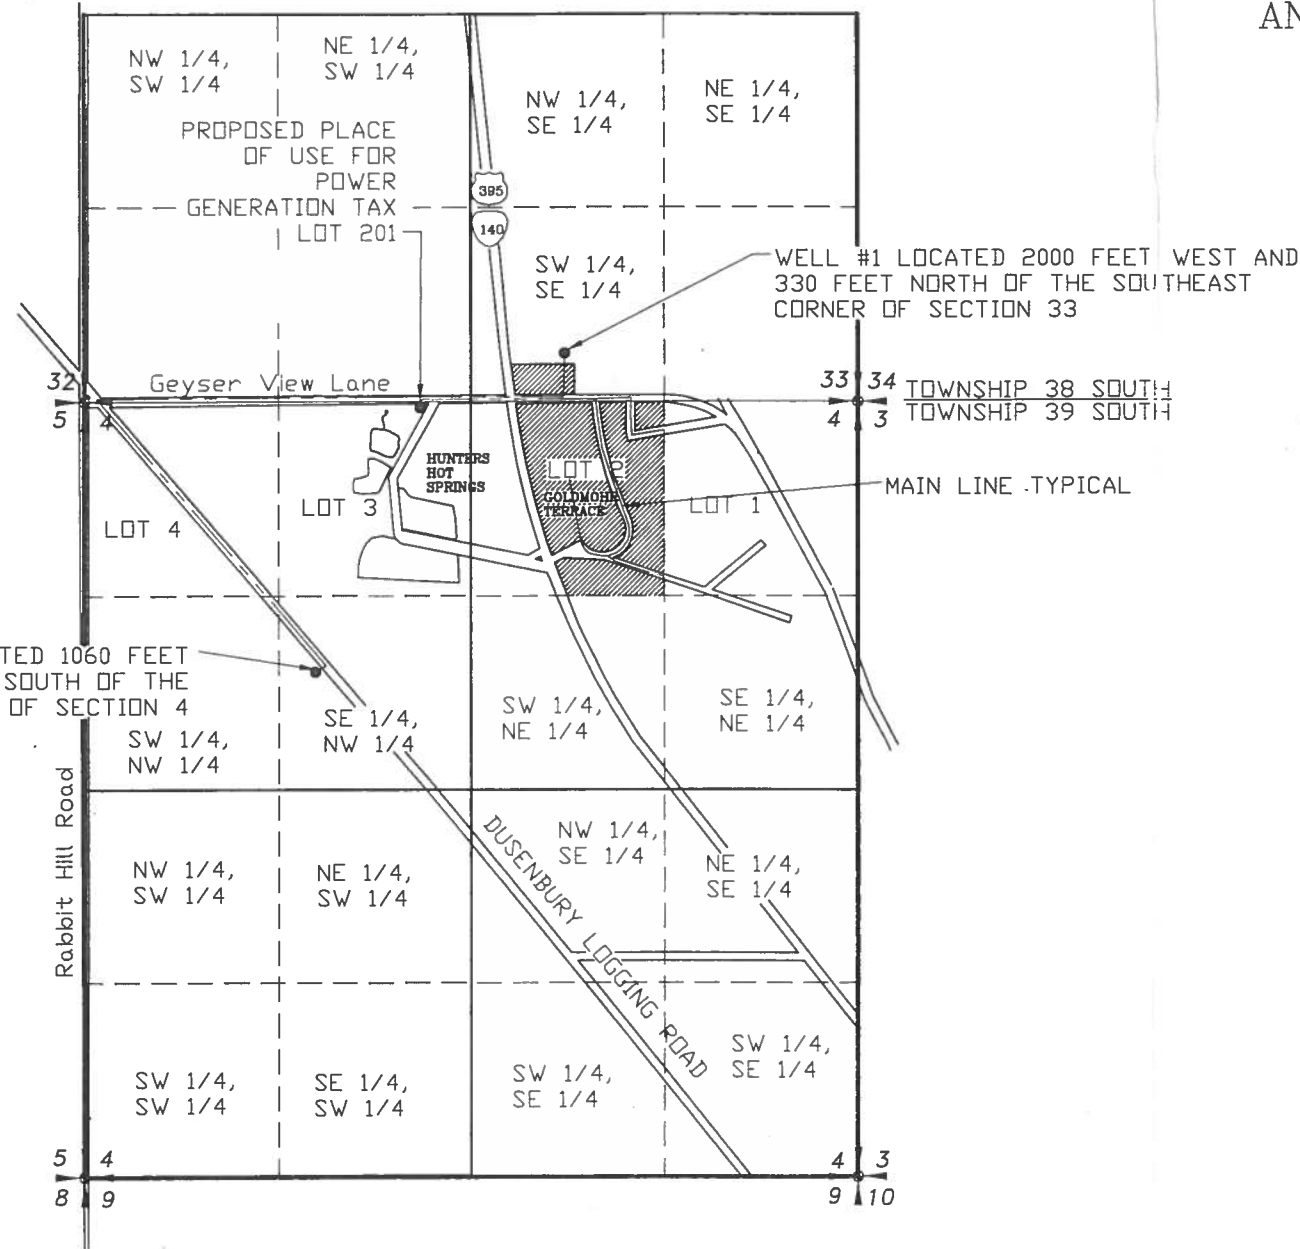 AN
NW 1/4,
SW 1/4
NE 1/4,
SW 1/4
NW 1/4,
SE 1/4
NE 1/4,
SE 1/4
PROPOSED PLACE
OF USE FOR
POWER
GENERATION TAX
LOT 201
395
140
SW 1/4,
SE 1/4
WELL #1 LOCATED 2000 FEET WEST AND
330 FEET NORTH OF THE SOUTHEAST
CORNER OF SECTION 33
32
Geyser View Lane
33 34
TOWNSHIP 38 SOUTH
5 4
4 3
TOWNSHIP 39 SOUTH
HUNTERS
HOT
SPRINGS
LOT 2
GOLDMOHR
TERRACE
MAIN LINE TYPICAL
LOT 4
LOT 3
LOT 1
TED 1060 FEET
SOUTH OF THE
OF SECTION 4
SW 1/4,
NW 1/4
SE 1/4,
NW 1/4
SW 1/4,
NE 1/4
SE 1/4,
NE 1/4
Rabbit Hill Road
NW 1/4,
SW 1/4
NE 1/4,
SW 1/4
DUSENBURY LOGGING ROAD
NW 1/4,
SE 1/4
NE 1/4,
SE 1/4
SW 1/4,
SW 1/4
SE 1/4,
SW 1/4
SW 1/4,
SE 1/4
SW 1/4,
SE 1/4
5 4
4 3
8 9
9 10